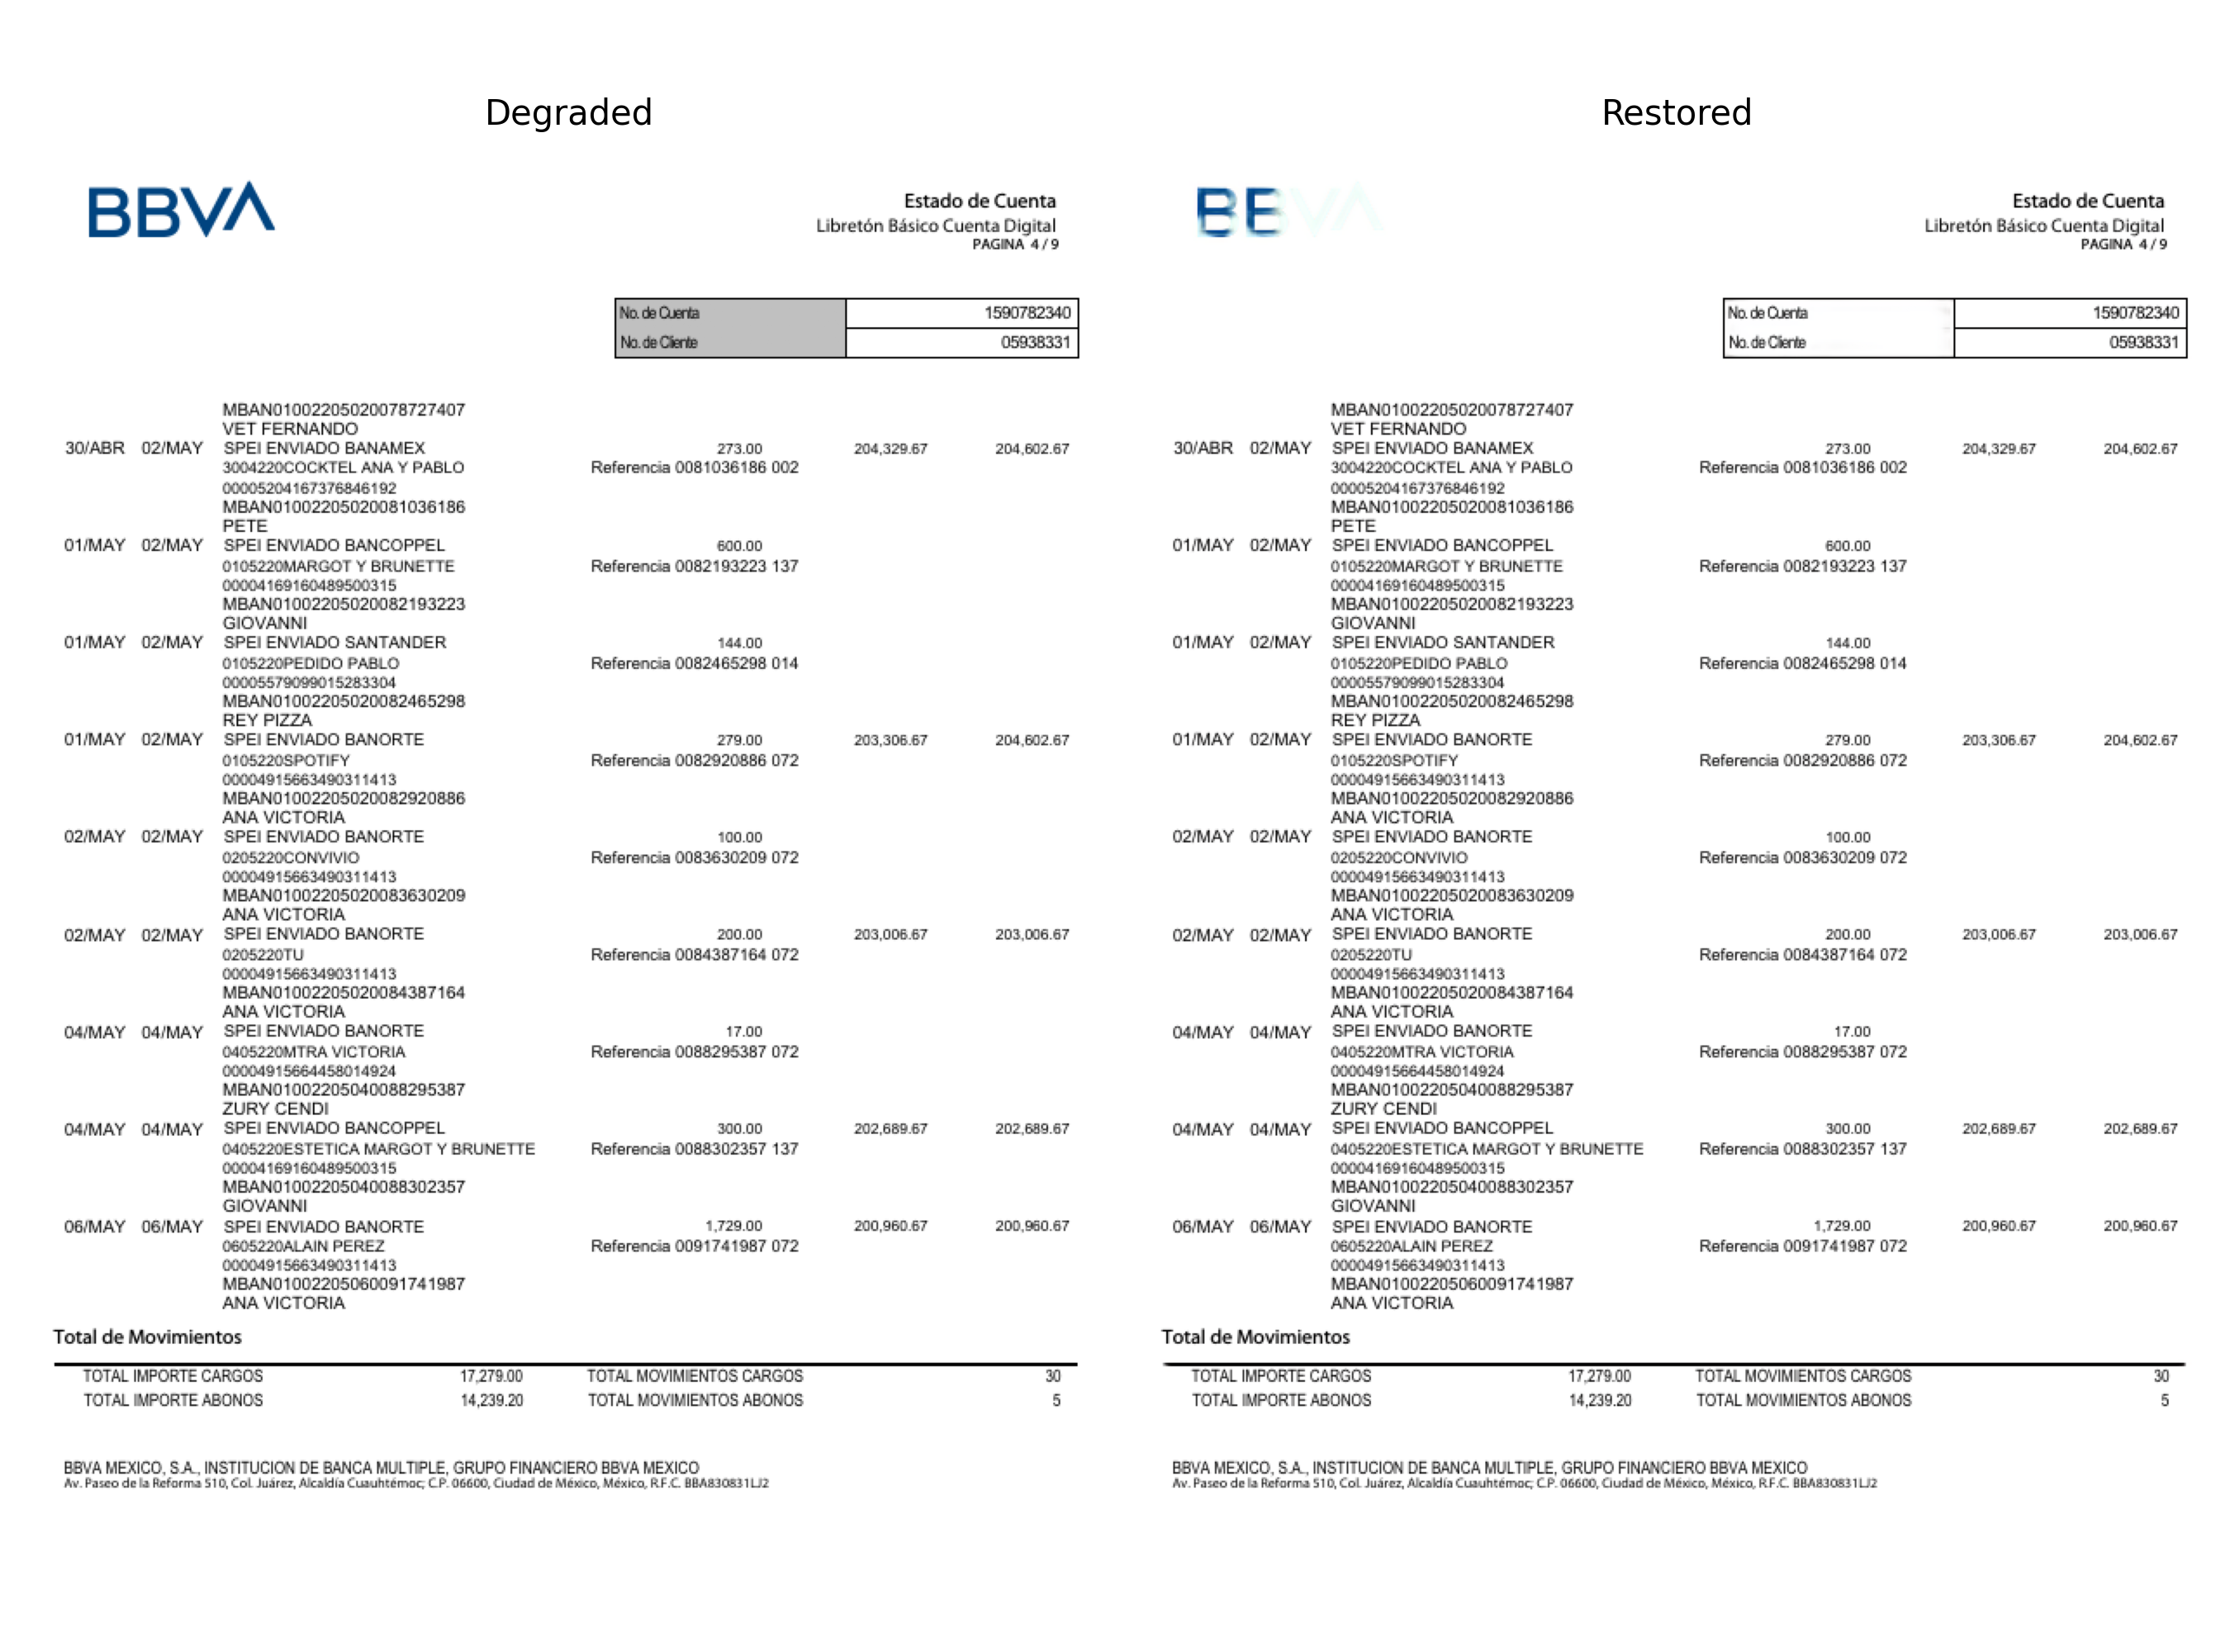 Degraded
BBVA
Estado de Cuenta
Libretón Básico Cuenta Digital
PAGINA 4 / 9
No. de Cuenta 1590782340
No. de Cliente 05938331
MBAN01002205020078727407
VET FERNANDO
30/ABR 02/MAY SPEI ENVIADO BANAMEX 273.00 204,329.67 204,602.67
3004220COCKTEL ANA Y PABLO Referencia 0081036186 002
00005204167376846192
MBAN01002205020081036186
PETE
01/MAY 02/MAY SPEI ENVIADO BANCOPPEL 600.00
0105220MARGOT Y BRUNETTE Referencia 0082193223 137
00004169160489500315
MBAN01002205020082193223
GIOVANNI
01/MAY 02/MAY SPEI ENVIADO SANTANDER 144.00
0105220PEDIDO PABLO Referencia 0082465298 014
00005579099015283304
MBAN01002205020082465298
REY PIZZA
01/MAY 02/MAY SPEI ENVIADO BANORTE 279.00 203,306.67 204,602.67
0105220SPOTIFY Referencia 0082920886 072
00004915663490311413
MBAN01002205020082920886
ANA VICTORIA
02/MAY 02/MAY SPEI ENVIADO BANORTE 100.00
0205220CONVIVIO Referencia 0083630209 072
00004915663490311413
MBAN01002205020083630209
ANA VICTORIA
02/MAY 02/MAY SPEI ENVIADO BANORTE 200.00 203,006.67 203,006.67
0205220TU Referencia 0084387164 072
00004915663490311413
MBAN01002205020084387164
ANA VICTORIA
04/MAY 04/MAY SPEI ENVIADO BANORTE 17.00
0405220MTRA VICTORIA Referencia 0088295387 072
00004915664458014924
MBAN01002205040088295387
ZURY CENDI
04/MAY 04/MAY SPEI ENVIADO BANCOPPEL 300.00 202,689.67 202,689.67
0405220ESTETICA MARGOT Y BRUNETTE Referencia 0088302357 137
00004169160489500315
MBAN01002205040088302357
GIOVANNI
06/MAY 06/MAY SPEI ENVIADO BANORTE 1,729.00 200,960.67 200,960.67
0605220ALAIN PEREZ Referencia 0091741987 072
00004915663490311413
MBAN01002205060091741987
ANA VICTORIA
Total de Movimientos
TOTAL IMPORTE CARGOS 17,279.00 TOTAL MOVIMIENTOS CARGOS 30
TOTAL IMPORTE ABONOS 14,239.20 TOTAL MOVIMIENTOS ABONOS 5
BBVA MEXICO, S.A., INSTITUCION DE BANCA MULTIPLE, GRUPO FINANCIERO BBVA MEXICO
Av. Paseo de la Reforma 510, Col. Juárez, Alcaldía Cuauhtémoc; C.P. 06600, Ciudad de México, México, R.F.C. BBA830831LJ2
Restored
BBVA
Estado de Cuenta
Libretón Básico Cuenta Digital
PAGINA 4 / 9
No. de Cuenta 1590782340
No. de Cliente 05938331
MBAN01002205020078727407
VET FERNANDO
30/ABR 02/MAY SPEI ENVIADO BANAMEX 273.00 204,329.67 204,602.67
3004220COCKTEL ANA Y PABLO Referencia 0081036186 002
00005204167376846192
MBAN01002205020081036186
PETE
01/MAY 02/MAY SPEI ENVIADO BANCOPPEL 600.00
0105220MARGOT Y BRUNETTE Referencia 0082193223 137
00004169160489500315
MBAN01002205020082193223
GIOVANNI
01/MAY 02/MAY SPEI ENVIADO SANTANDER 144.00
0105220PEDIDO PABLO Referencia 0082465298 014
00005579099015283304
MBAN01002205020082465298
REY PIZZA
01/MAY 02/MAY SPEI ENVIADO BANORTE 279.00 203,306.67 204,602.67
0105220SPOTIFY Referencia 0082920886 072
00004915663490311413
MBAN01002205020082920886
ANA VICTORIA
02/MAY 02/MAY SPEI ENVIADO BANORTE 100.00
0205220CONVIVIO Referencia 0083630209 072
00004915663490311413
MBAN01002205020083630209
ANA VICTORIA
02/MAY 02/MAY SPEI ENVIADO BANORTE 200.00 203,006.67 203,006.67
0205220TU Referencia 0084387164 072
00004915663490311413
MBAN01002205020084387164
ANA VICTORIA
04/MAY 04/MAY SPEI ENVIADO BANORTE 17.00
0405220MTRA VICTORIA Referencia 0088295387 072
00004915664458014924
MBAN01002205040088295387
ZURY CENDI
04/MAY 04/MAY SPEI ENVIADO BANCOPPEL 300.00 202,689.67 202,689.67
0405220ESTETICA MARGOT Y BRUNETTE Referencia 0088302357 137
00004169160489500315
MBAN01002205040088302357
GIOVANNI
06/MAY 06/MAY SPEI ENVIADO BANORTE 1,729.00 200,960.67 200,960.67
0605220ALAIN PEREZ Referencia 0091741987 072
00004915663490311413
MBAN01002205060091741987
ANA VICTORIA
Total de Movimientos
TOTAL IMPORTE CARGOS 17,279.00 TOTAL MOVIMIENTOS CARGOS 30
TOTAL IMPORTE ABONOS 14,239.20 TOTAL MOVIMIENTOS ABONOS 5
BBVA MEXICO, S.A., INSTITUCION DE BANCA MULTIPLE, GRUPO FINANCIERO BBVA MEXICO
Av. Paseo de la Reforma 510, Col. Juárez, Alcaldía Cuauhtémoc; C.P. 06600, Ciudad de México, México, R.F.C. BBA830831LJ2